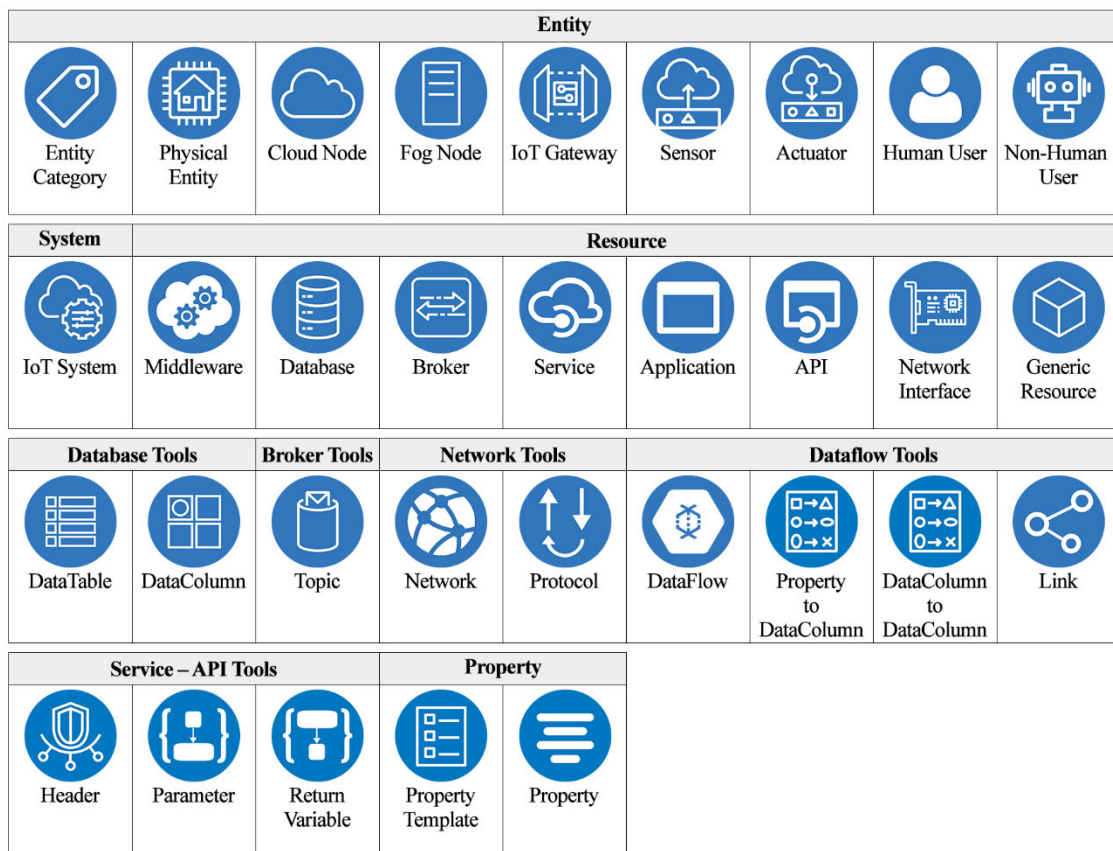 Entity
Entity
Category
Physical
Entity
Cloud Node
Fog Node
IoT Gateway
Sensor
Actuator
Human User
Non-Human
User
System
Resource
IoT System
Middleware
Database
Broker
Service
Application
API
Network
Interface
Generic
Resource
Database Tools
Broker Tools
Network Tools
Dataflow Tools
DataTable
DataColumn
Topic
Network
Protocol
DataFlow
Property
to
DataColumn
DataColumn
to
DataColumn
Link
Service – API Tools
Property
Header
Parameter
Return
Variable
Property
Template
Property